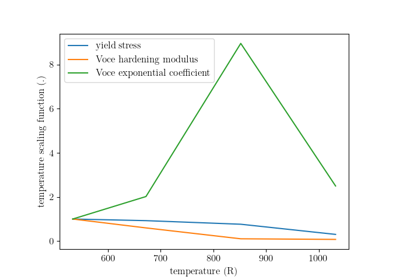 yield stress
Voce hardening modulus
Voce exponential coefficient
temperature scaling function (.)
8
6
4
2
0
600
700
800
900
1000
temperature (R)